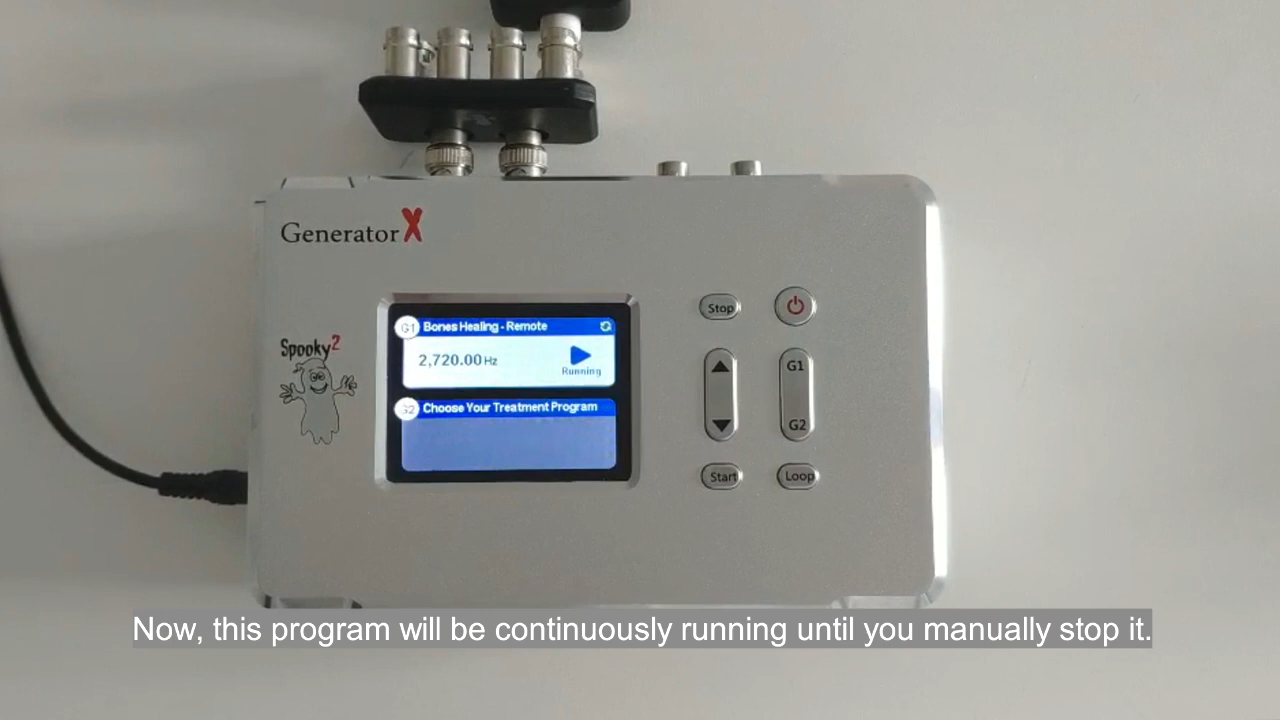 Generator X
Spooky2
G1 Bones Healing - Remote
2,720.00 Hz
Running
G2 Choose Your Treatment Program
Stop
G1
G2
Start
Loop
Now, this program will be continuously running until you manually stop it.